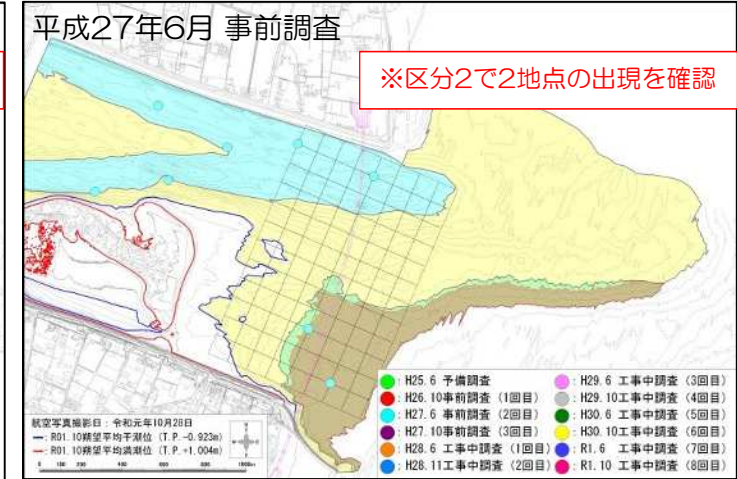 平成27年6月 事前調査
※区分2で2地点の出現を確認
: H25.6 予備調査
: H26.10事前調査 (1回目)
: H27.6 事前調査 (2回目)
: H27.10事前調査 (3回目)
: H28.6 工事中調査 (1回目)
: H28.11工事中調査 (2回目)
: H29.6 工事中調査 (3回目)
: H29.10工事中調査 (4回目)
: H30.6 工事中調査 (5回目)
: H30.10工事中調査 (6回目)
: R1.6 工事中調査 (7回目)
: R1.10 工事中調査 (8回目)
航空写真撮影日：令和元年10月28日
: R01.10朔望平均干潮位 (T.P.-0.923m)
: R01.10朔望平均満潮位 (T.P.+1.004m)
0 100 200 400 600 800 1000m